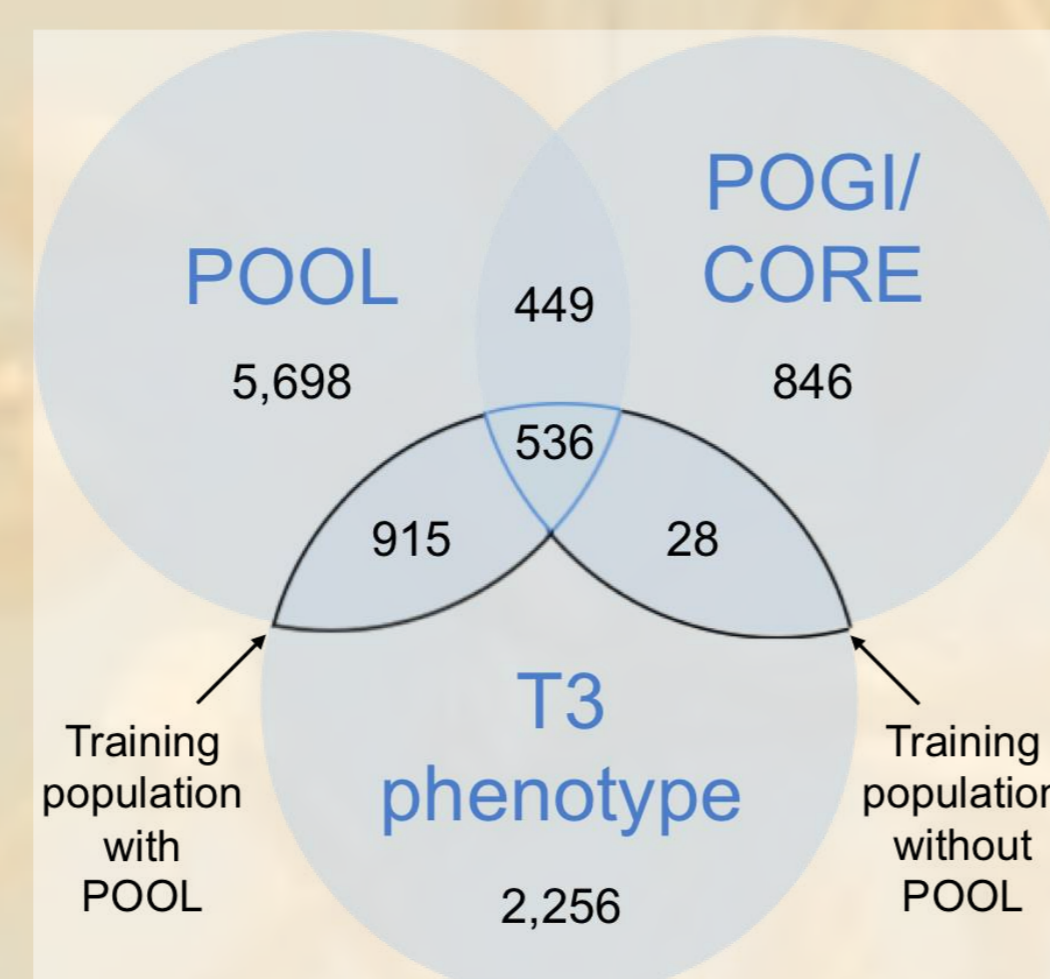 POOL
5,698
POGI/
CORE
846
449
536
915
28
T3
phenotype
2,256
Training
population
with
POOL
Training
population
without
POOL